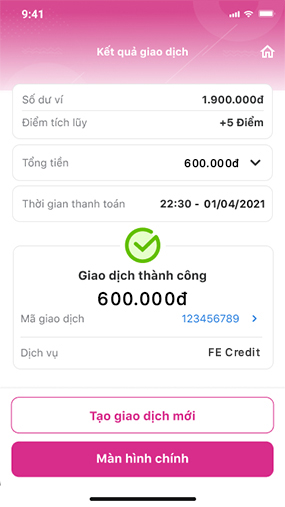 9:41
Kết quả giao dịch
Số dư ví 1.900.000đ
Điểm tích lũy +5 Điểm
Tổng tiền 600.000đ
Thời gian thanh toán 22:30 - 01/04/2021
Giao dịch thành công
600.000đ
Mã giao dịch 123456789
Dịch vụ FE Credit
Tạo giao dịch mới
Màn hình chính